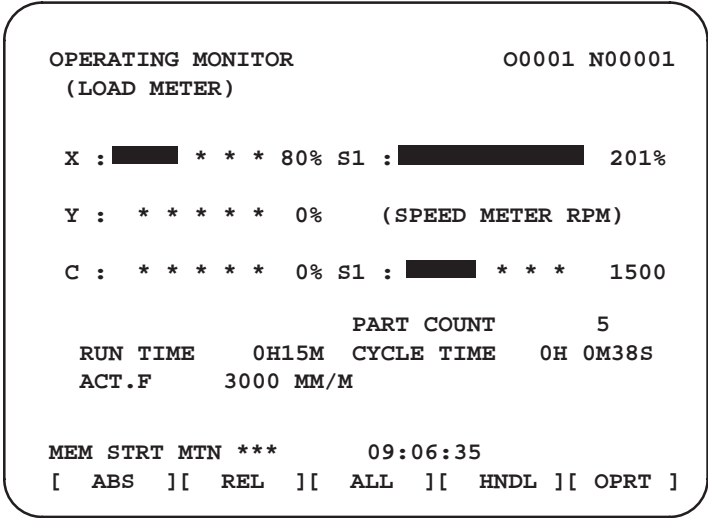 OPERATING MONITOR O0001 N00001
(LOAD METER)
X : * * * 80% S1 : 201%
Y : * * * * * 0% (SPEED METER RPM)
C : * * * * * 0% S1 : * * * 1500
PART COUNT 5
RUN TIME 0H15M CYCLE TIME 0H 0M38S
ACT.F 3000 MM/M
MEM STRT MTN *** 09:06:35
[ ABS ][ REL ][ ALL ][ HNDL ][ OPRT ]